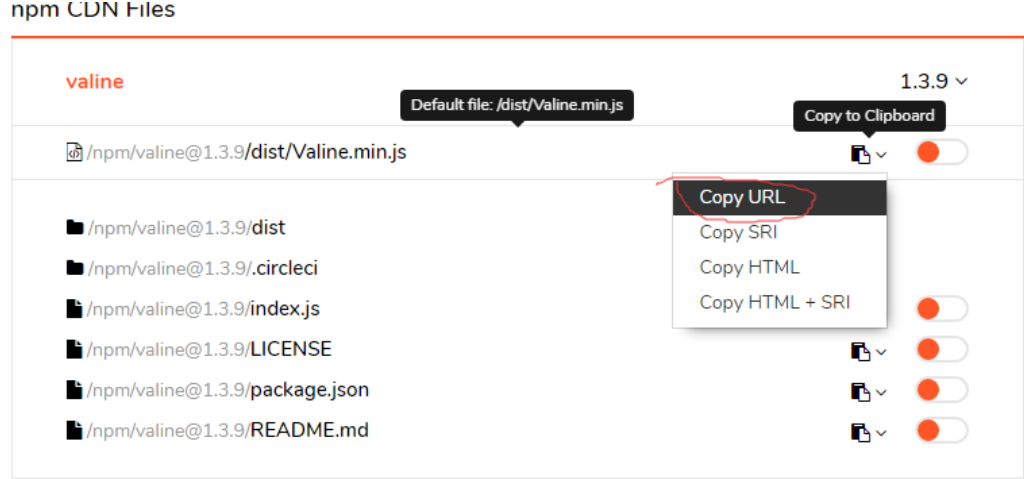 npm CDN Files
valine
1.3.9
Default file: /dist/Valine.min.js
Copy to Clipboard
/npm/valine@1.3.9/dist/Valine.min.js
Copy URL
Copy SRI
Copy HTML
Copy HTML + SRI
/npm/valine@1.3.9/dist
/npm/valine@1.3.9/.circleci
/npm/valine@1.3.9/index.js
/npm/valine@1.3.9/LICENSE
/npm/valine@1.3.9/package.json
/npm/valine@1.3.9/README.md